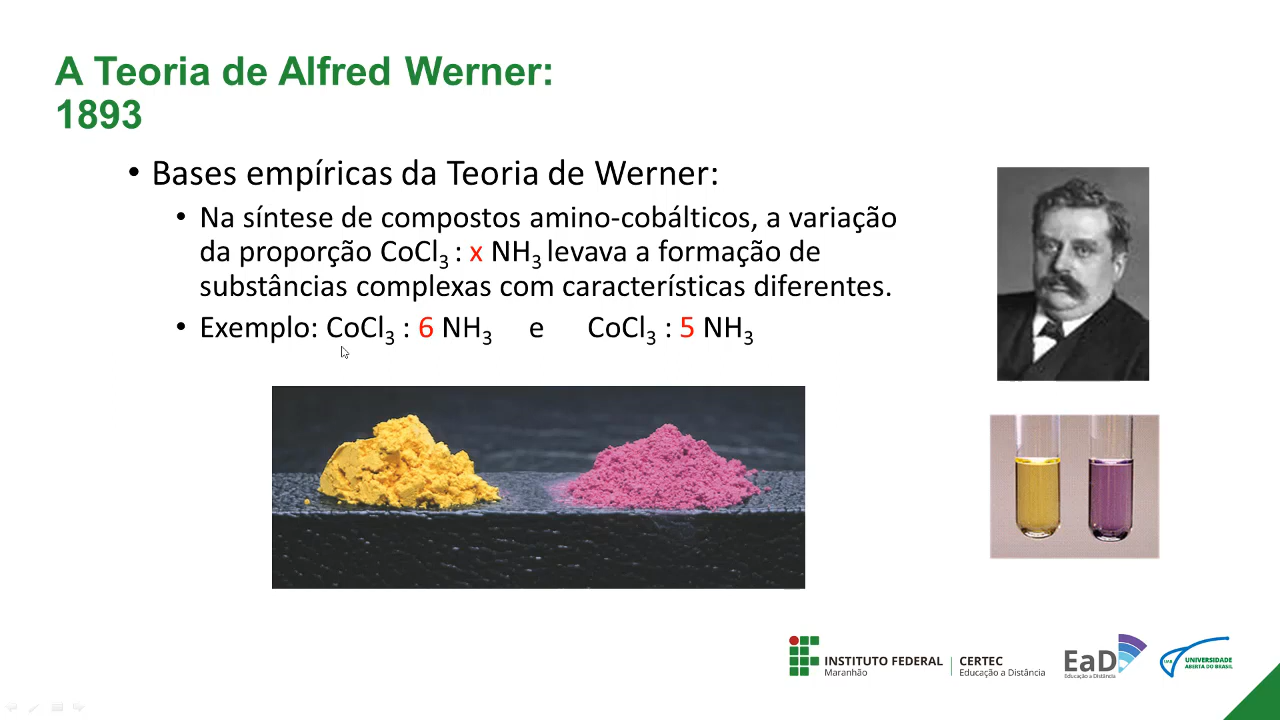 A Teoria de Alfred Werner:
1893
• Bases empíricas da Teoria de Werner:
• Na síntese de compostos amino-cobálticos, a variação
da proporção CoCl₃ : x NH₃ levava a formação de
substâncias complexas com características diferentes.
• Exemplo: CoCl₃ : 6 NH₃ e CoCl₃ : 5 NH₃
INSTITUTO FEDERAL
Maranhão
CERTEC
Educação a Distância
EaD
Educação a Distância
UAB
UNIVERSIDADE
ABERTA DO BRASIL